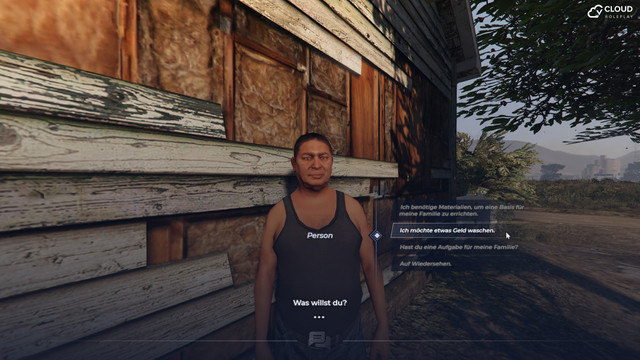 CLOUD
ROLEPLAY
Ich benötige Materialien, um eine Basis für
meine Familie zu errichten.
Person
Ich möchte etwas Geld waschen.
Hast du eine Aufgabe für meine Familie?
Auf Wiedersehen.
Was willst du?